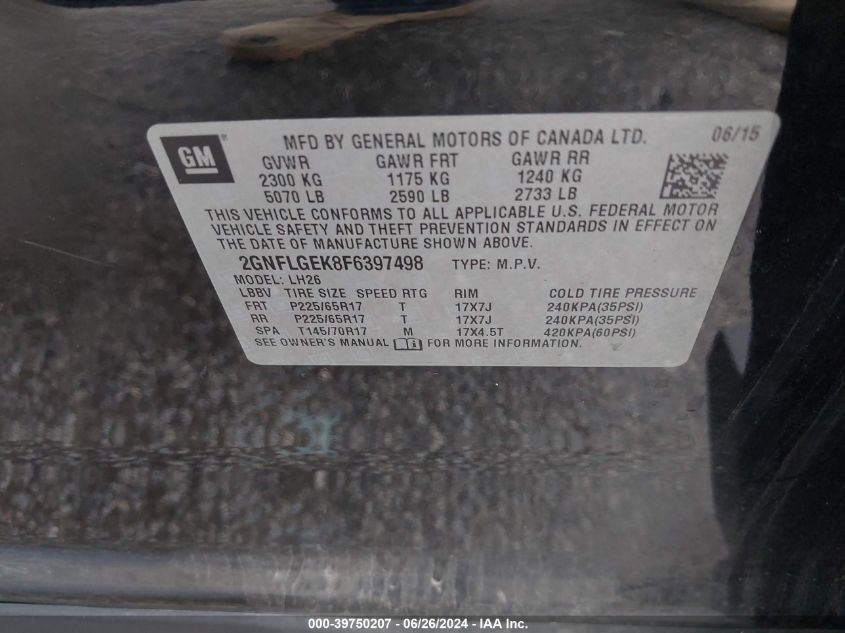 GM
MFD BY GENERAL MOTORS OF CANADA LTD. 06/15
GVWR GAWR FRT GAWR RR
2300 KG 1175 KG 1240 KG
5070 LB 2590 LB 2733 LB
THIS VEHICLE CONFORMS TO ALL APPLICABLE U.S. FEDERAL MOTOR
VEHICLE SAFETY AND THEFT PREVENTION STANDARDS IN EFFECT ON
THE DATE OF MANUFACTURE SHOWN ABOVE.
2GNFLGEK8F6397498 TYPE: M.P.V.
MODEL: LH26
LBBV TIRE SIZE SPEED RTG RIM COLD TIRE PRESSURE
FRT P225/65R17 T 17X7J 240KPA(35PSI)
RR P225/65R17 T 17X7J 240KPA(35PSI)
SPA T145/70R17 M 17X4.5T 420KPA(60PSI)
SEE OWNER'S MANUAL FOR MORE INFORMATION.
000-39750207 - 06/26/2024 - IAA Inc.